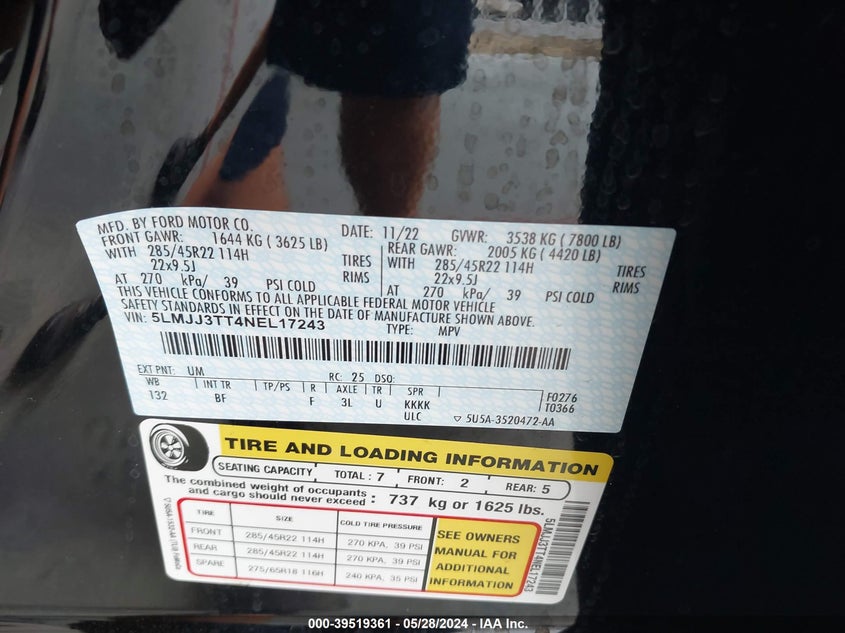 MFD. BY FORD MOTOR CO. DATE: 11/22 GVWR: 3538 KG ( 7800 LB)
FRONT GAWR: 1644 KG ( 3625 LB) REAR GAWR: 2005 KG ( 4420 LB)
WITH 285/45R22 114H TIRES WITH 285/45R22 114H TIRES
22x9.5J RIMS 22x9.5J RIMS
AT 270 kPa/ 39 PSI COLD AT 270 kPa/ 39 PSI COLD
THIS VEHICLE CONFORMS TO ALL APPLICABLE FEDERAL MOTOR VEHICLE
SAFETY STANDARDS IN EFFECT ON THE DATE OF MANUFACTURE SHOWN ABOVE.
VIN: 5LMJJ3TT4NEL17243 TYPE: MPV
EXT PNT: UM RC: 25 DSO:
WB INT TR TP/PS R AXLE TR SPR F0276
132 BF F 3L U KKKK T0366
ULC ▽ 5U5A-3520472-AA
TIRE AND LOADING INFORMATION
SEATING CAPACITY TOTAL : 7 FRONT: 2 REAR: 5
The combined weight of occupants and cargo should never exceed : 737 kg or 1625 lbs.
TIRE SIZE COLD TIRE PRESSURE
FRONT 285/45R22 114H 270 KPA, 39 PSI
REAR 285/45R22 114H 270 KPA, 39 PSI
SPARE 275/65R18 116H 240 KPA, 35 PSI
SEE OWNERS
MANUAL FOR
ADDITIONAL
INFORMATION
5LMJJ3TT4NEL17243
000-39519361 - 05/28/2024 - IAA Inc.